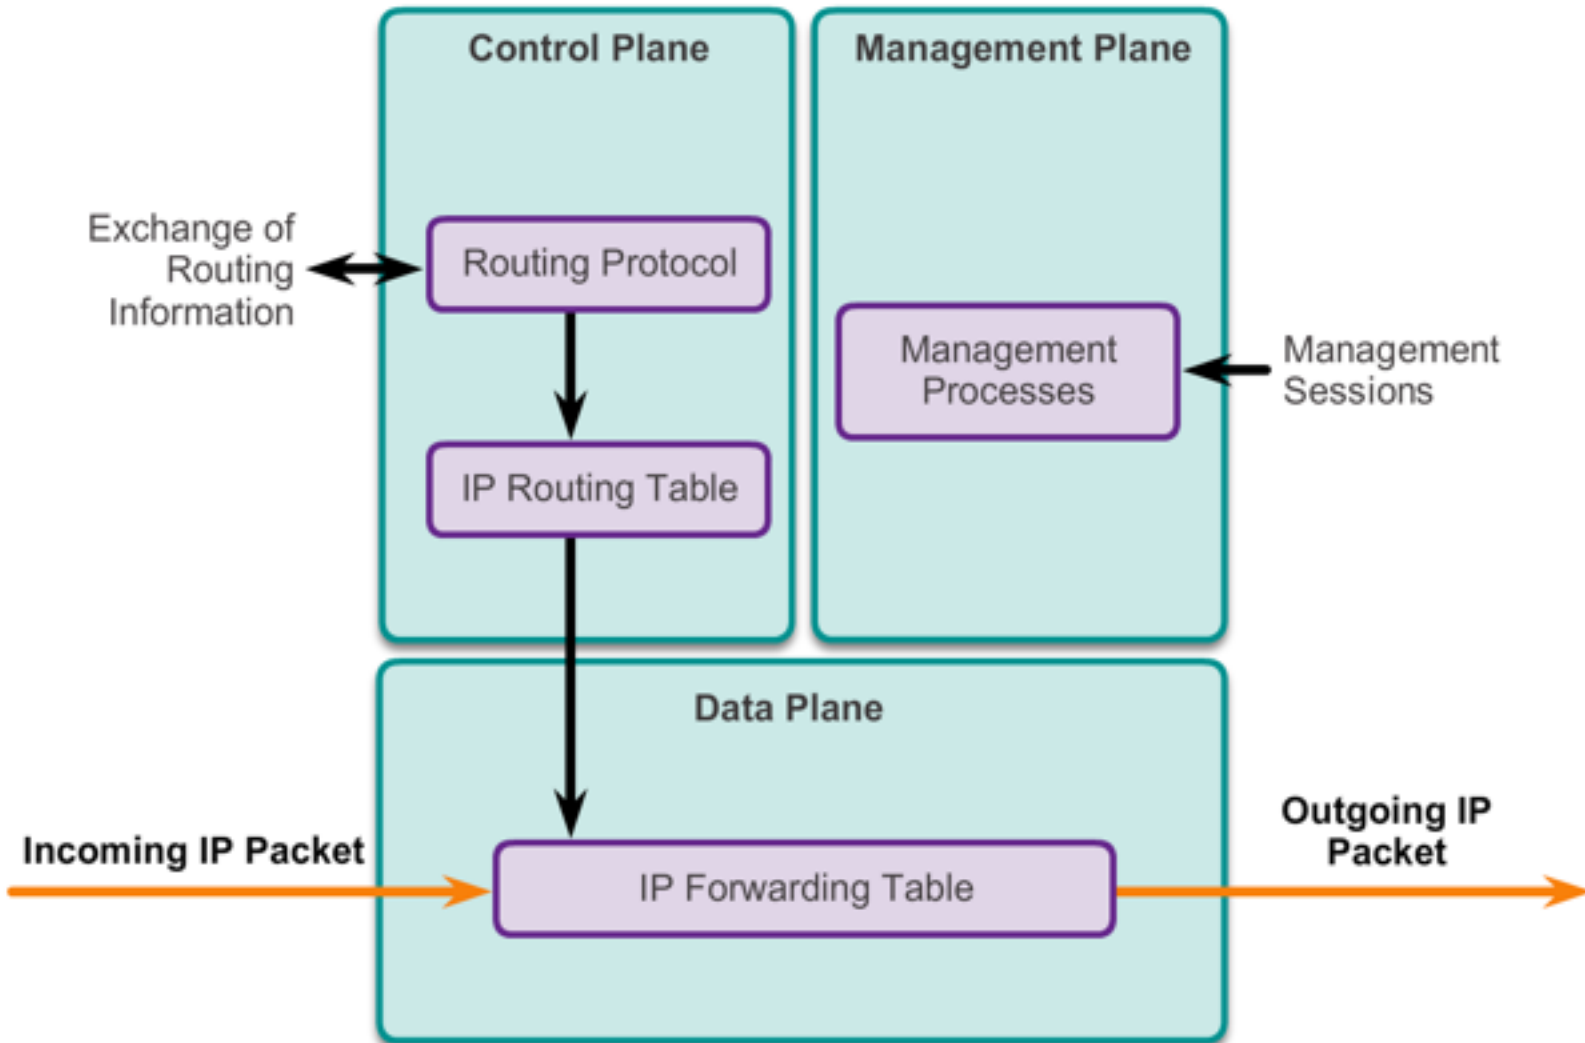 Control Plane
Management Plane
Exchange of
Routing
Information
Routing Protocol
Management
Processes
Management
Sessions
IP Routing Table
Data Plane
Incoming IP Packet
Outgoing IP
Packet
IP Forwarding Table